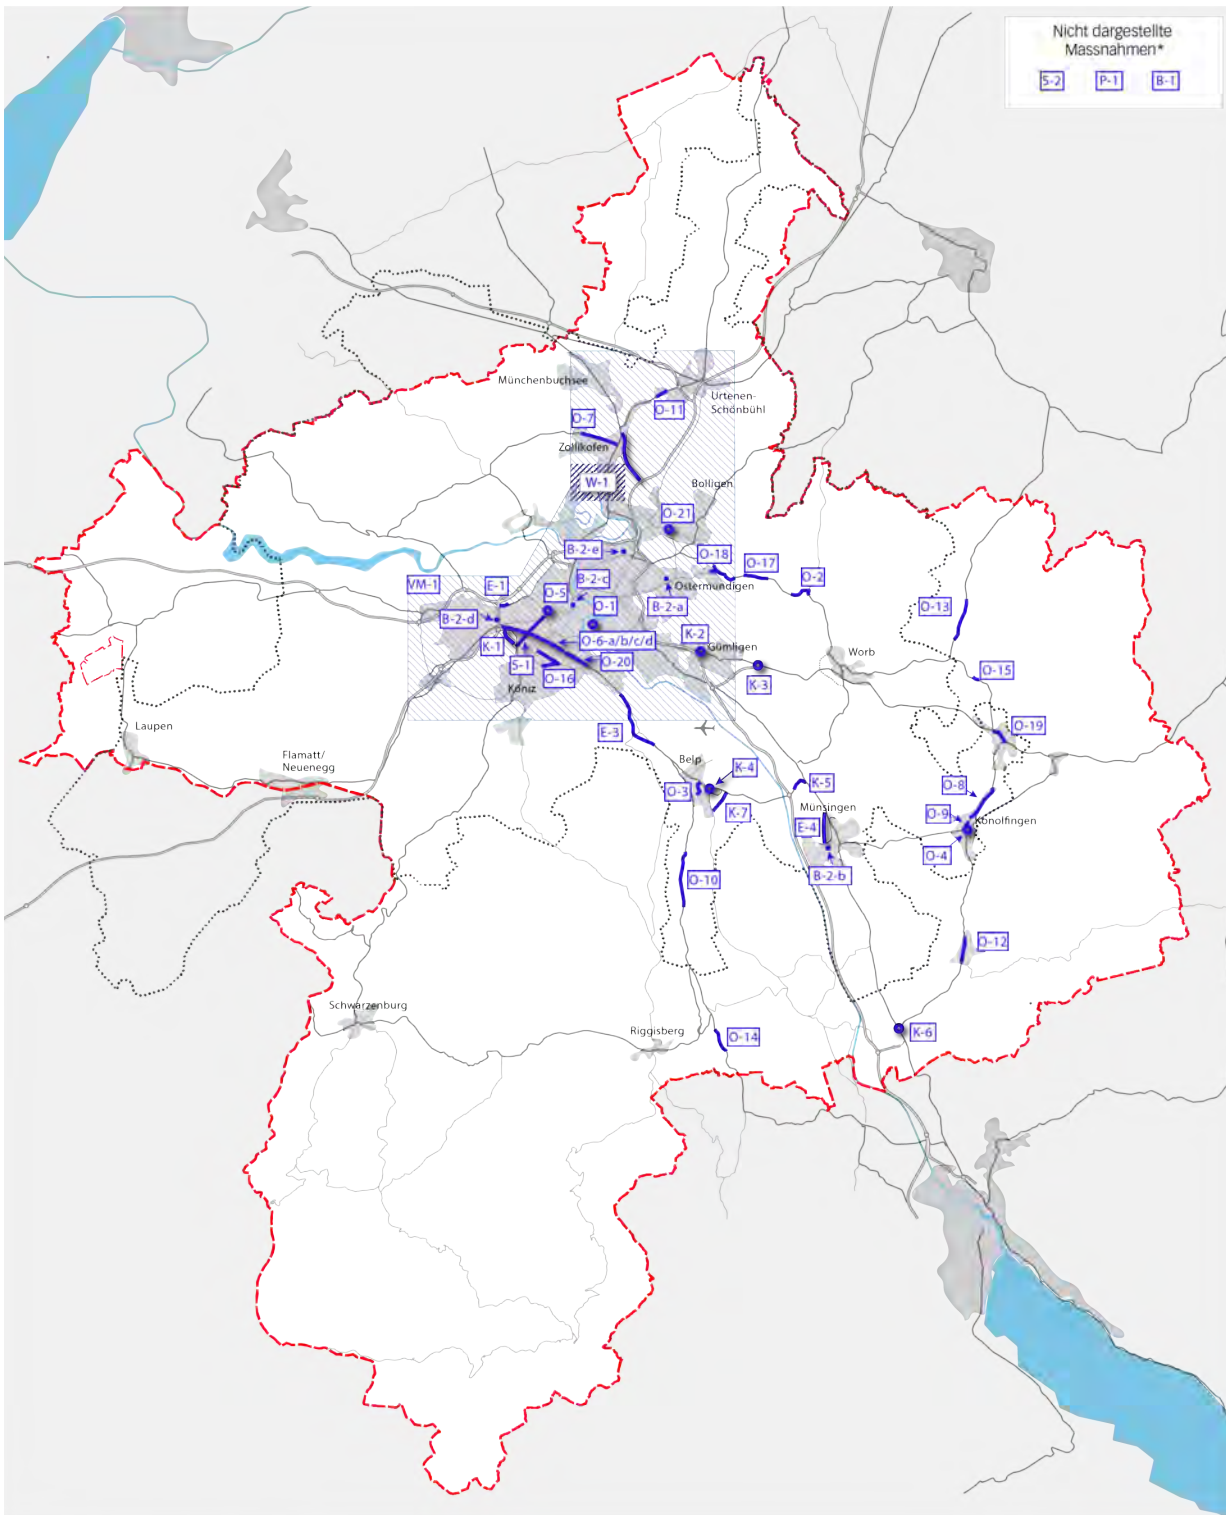 Nicht dargestellte
Massnahmen*
S-2 P-1 B-1
Münchenbuchsee
Urtenen-
Schönbühl
O-11
O-7
Zollikofen
W-1
Bolligen
O-21
B-2-e
O-18
O-17
O-2
VM-1
E-1
B-2-c
Ostermundigen
O-5
O-1
B-2-a
O-13
B-2-d
K-1
O-6-a/b/c/d
K-2
Gümligen
Worb
S-1
O-20
O-16
K-3
O-15
Köniz
Laupen
E-3
O-19
Flamatt/
Neuenegg
Belp
K-4
O-3
K-5
O-8
K-7
Münsingen
O-9
Konolfingen
E-4
O-4
B-2-b
O-10
O-12
Schwarzenburg
Riggisberg
O-14
K-6